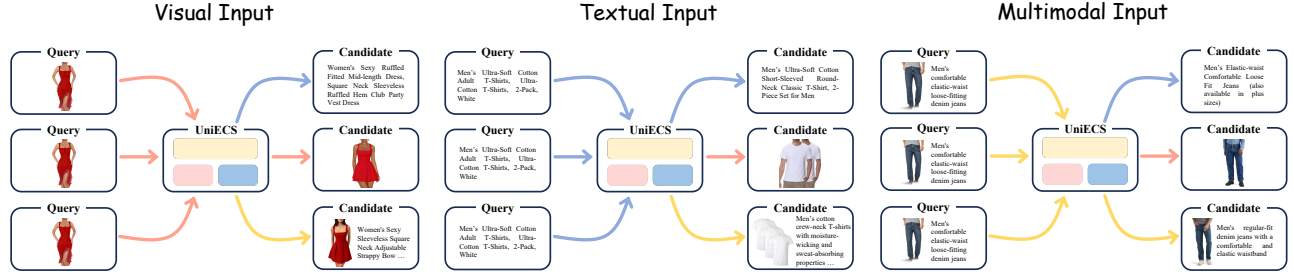 Visual Input
Query
Candidate
Women's Sexy Ruffled
Fitted Mid-length Dress,
Square Neck Sleeveless
Ruffled Hem Club Party
Vest Dress
Query
UniECS
Candidate
Query
Candidate
Women's Sexy
Sleeveless Square
Neck Adjustable
Strappy Bow ...
Textual Input
Query
Men's Ultra-Soft Cotton
Adult T-Shirts, Ultra-
Cotton T-Shirts, 2-Pack,
White
Candidate
Men's Ultra-Soft Cotton
Short-Sleeved Round-
Neck Classic T-Shirt, 2-
Piece Set for Men
Query
Men's Ultra-Soft Cotton
Adult T-Shirts, Ultra-
Cotton T-Shirts, 2-Pack,
White
UniECS
Candidate
Query
Men's Ultra-Soft Cotton
Adult T-Shirts, Ultra-
Cotton T-Shirts, 2-Pack,
White
Candidate
Men's cotton
crew-neck T-shirts
with moisture-
wicking and
sweat-absorbing
properties ...
Multimodal Input
Query
Men's
comfortable
elastic-waist
loose-fitting
denim jeans
Candidate
Men's Elastic-waist
Comfortable Loose
Fit Jeans (also
available in plus
sizes)
Query
Men's
comfortable
elastic-waist
loose-fitting
denim jeans
UniECS
Candidate
Query
Men's
comfortable
elastic-waist
loose-fitting
denim jeans
Candidate
Men's regular-fit
denim jeans with a
comfortable and
elastic waistband